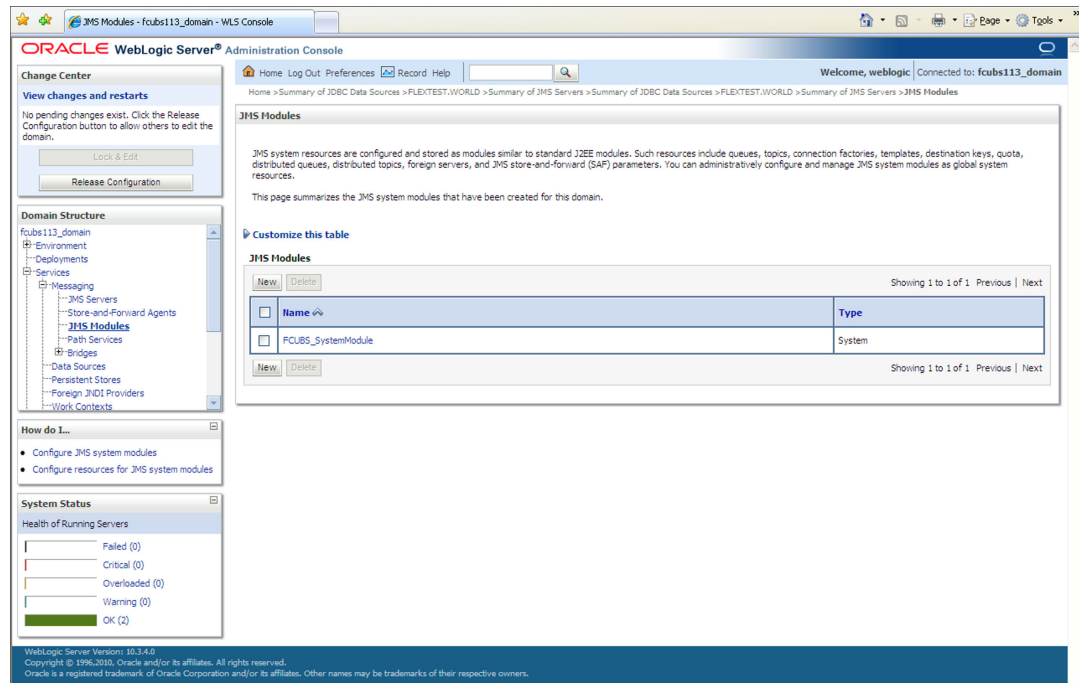 JMS Modules - fcubs113_domain - WLS Console
Page Tools
ORACLE WebLogic Server® Administration Console
Change Center
View changes and restarts
No pending changes exist. Click the Release
Configuration button to allow others to edit the
domain.
Lock & Edit
Release Configuration
Domain Structure
fcubs113_domain
Environment
Deployments
Services
Messaging
JMS Servers
Store-and-Forward Agents
JMS Modules
Path Services
Bridges
Data Sources
Persistent Stores
Foreign JNDI Providers
Work Contexts
How do I...
Configure JMS system modules
Configure resources for JMS system modules
System Status
Health of Running Servers
Failed (0)
Critical (0)
Overloaded (0)
Warning (0)
OK (2)
Home Log Out Preferences Record Help
Welcome, weblogic Connected to: fcubs113_domain
Home >Summary of JDBC Data Sources >FLEXTEST.WORLD >Summary of JMS Servers >Summary of JDBC Data Sources >FLEXTEST.WORLD >Summary of JMS Servers >JMS Modules
JMS Modules
JMS system resources are configured and stored as modules similar to standard J2EE modules. Such resources include queues, topics, connection factories, templates, destination keys, quota,
distributed queues, distributed topics, foreign servers, and JMS store-and-forward (SAF) parameters. You can administratively configure and manage JMS system modules as global system
resources.
This page summarizes the JMS system modules that have been created for this domain.
Customize this table
JMS Modules
New Delete Showing 1 to 1 of 1 Previous | Next
Name Type
FCUBS_SystemModule System
New Delete Showing 1 to 1 of 1 Previous | Next
WebLogic Server Version: 10.3.4.0
Copyright © 1996,2010, Oracle and/or its affiliates. All rights reserved.
Oracle is a registered trademark of Oracle Corporation and/or its affiliates. Other names may be trademarks of their respective owners.